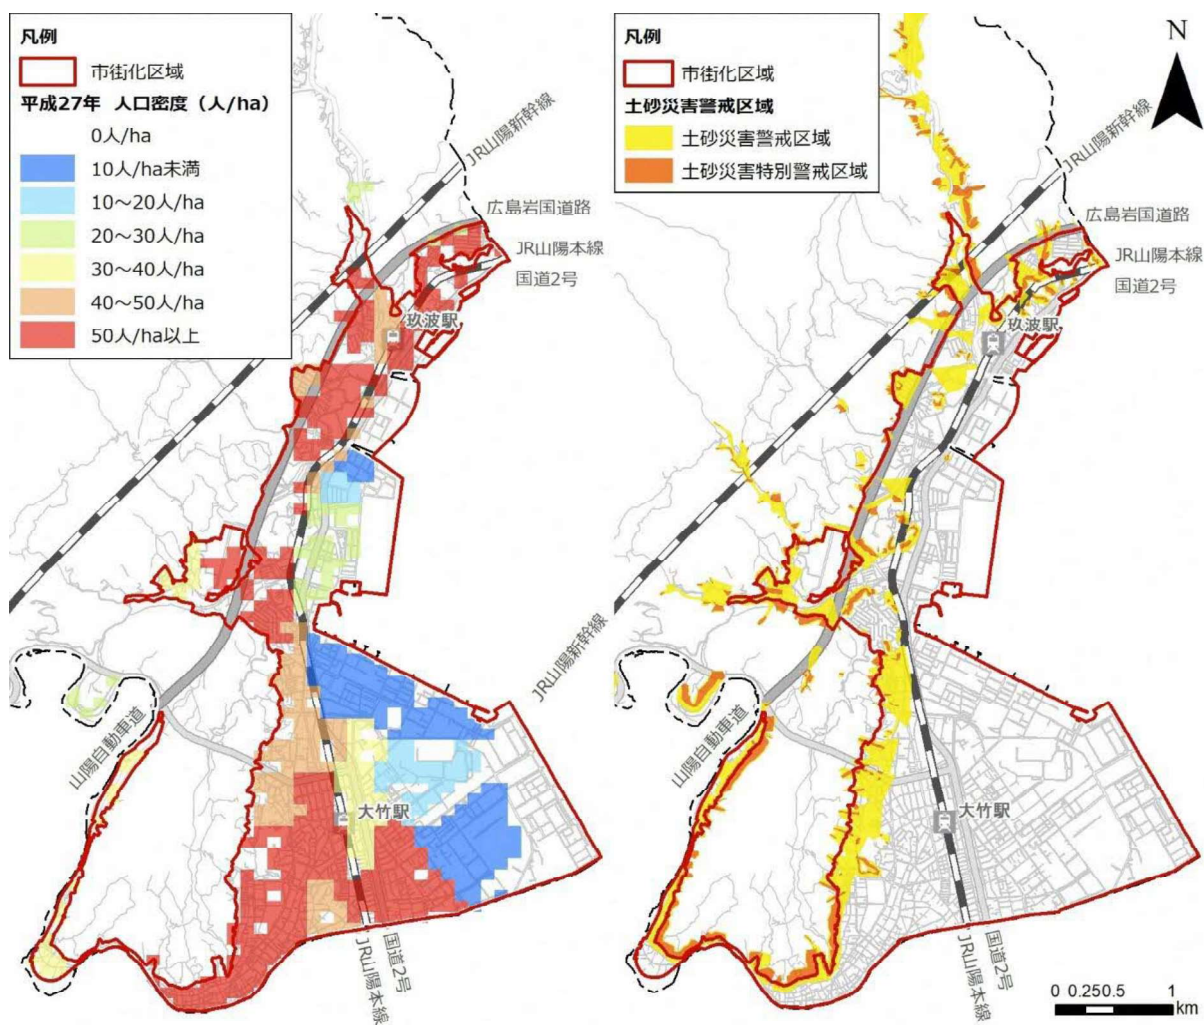 凡例
市街化区域
平成27年 人口密度（人/ha）
0人/ha
10人/ha未満
10～20人/ha
20～30人/ha
30～40人/ha
40～50人/ha
50人/ha以上
JR山陽新幹線
広島岩国道路
JR山陽本線
国道2号
玖波駅
山陽自動車道
大竹駅
JR山陽本線
国道2号
凡例
市街化区域
土砂災害警戒区域
土砂災害警戒区域
土砂災害特別警戒区域
N
JR山陽新幹線
広島岩国道路
JR山陽本線
国道2号
玖波駅
JR山陽新幹線
山陽自動車道
大竹駅
国道2号
JR山陽本線
0 0.250.5 1
km